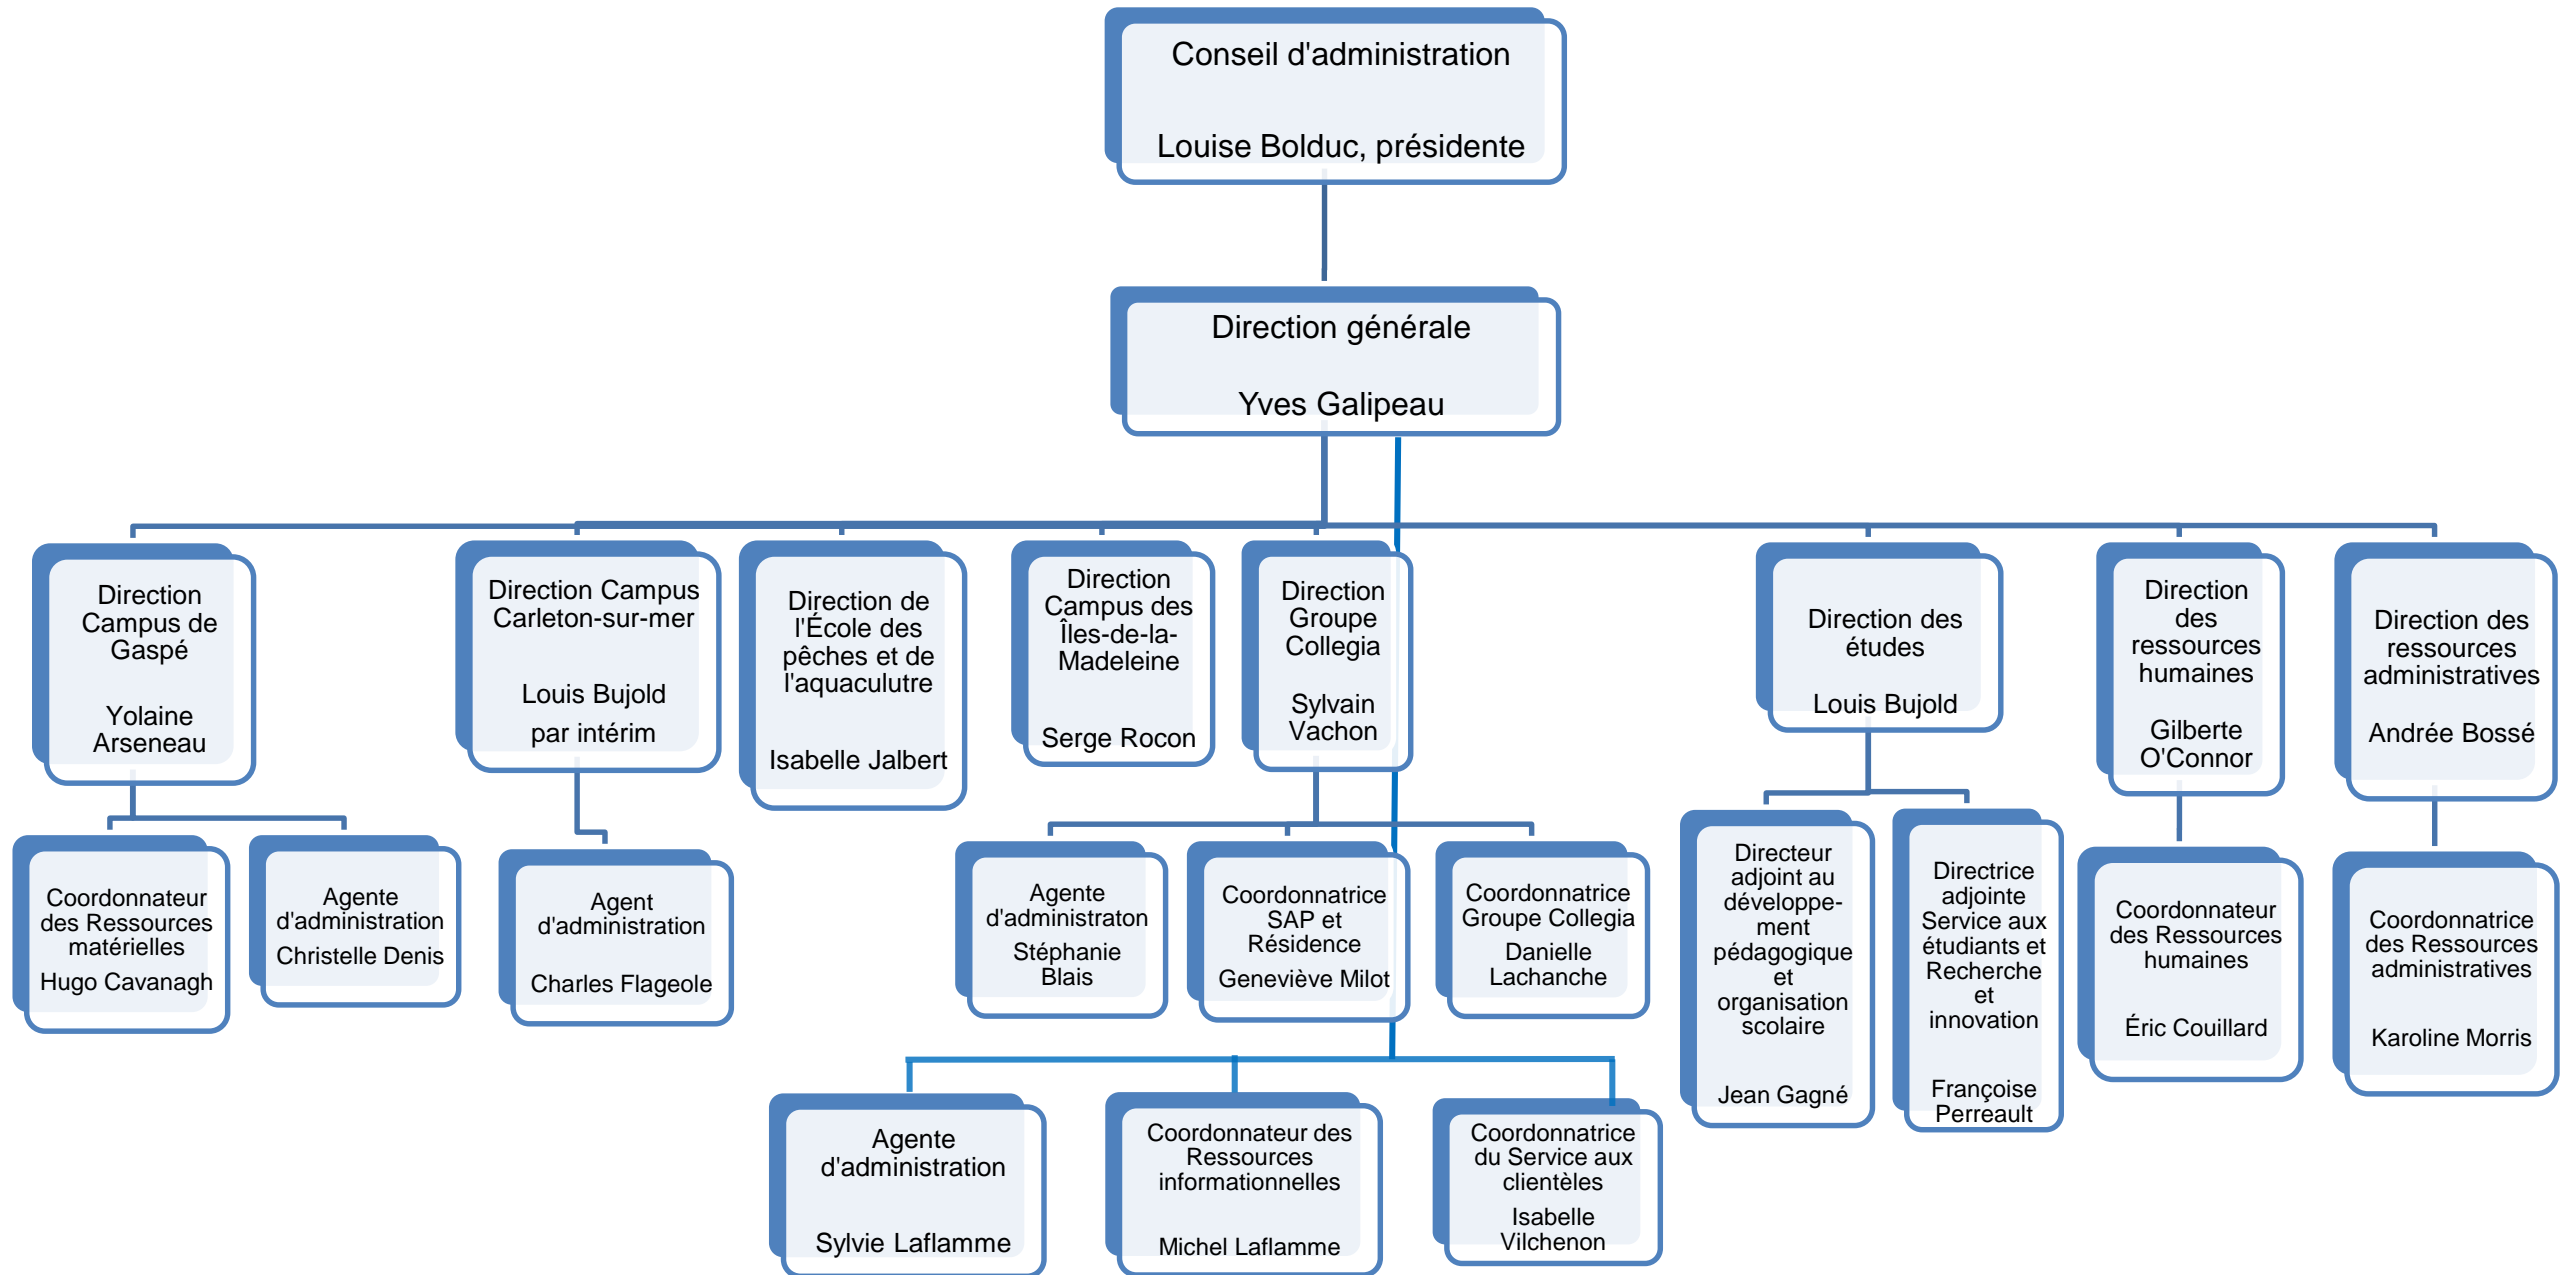 Conseil d'administration
Louise Bolduc, présidente
Direction générale
Yves Galipeau
Direction
Campus de
Gaspé
Yolaine
Arseneau
Direction Campus
Carleton-sur-mer
Louis Bujold
par intérim
Direction de
l'École des
pêches et de
l'aquaculutre
Isabelle Jalbert
Direction
Campus des
Îles-de-la-
Madeleine
Serge Rocon
Direction
Groupe
Collegia
Sylvain
Vachon
Direction des
études
Louis Bujold
Direction
des
ressources
humaines
Gilberte
O'Connor
Direction des
ressources
administratives
Andrée Bossé
Coordonnateur
des Ressources
matérielles
Hugo Cavanagh
Agente
d'administration
Christelle Denis
Agent
d'administration
Charles Flageole
Agente
d'administraton
Stéphanie
Blais
Coordonnatrice
SAP et
Résidence
Geneviève Milot
Coordonnatrice
Groupe Collegia
Danielle
Lachanche
Directeur
adjoint au
développe-
ment
pédagogique
et
organisation
scolaire
Jean Gagné
Directrice
adjointe
Service aux
étudiants et
Recherche
et
innovation
Françoise
Perreault
Coordonnateur
des Ressources
humaines
Éric Couillard
Coordonnatrice
des Ressources
administratives
Karoline Morris
Agente
d'administration
Sylvie Laflamme
Coordonnateur des
Ressources
informationnelles
Michel Laflamme
Coordonnatrice
du Service aux
clientèles
Isabelle
Vilchenon